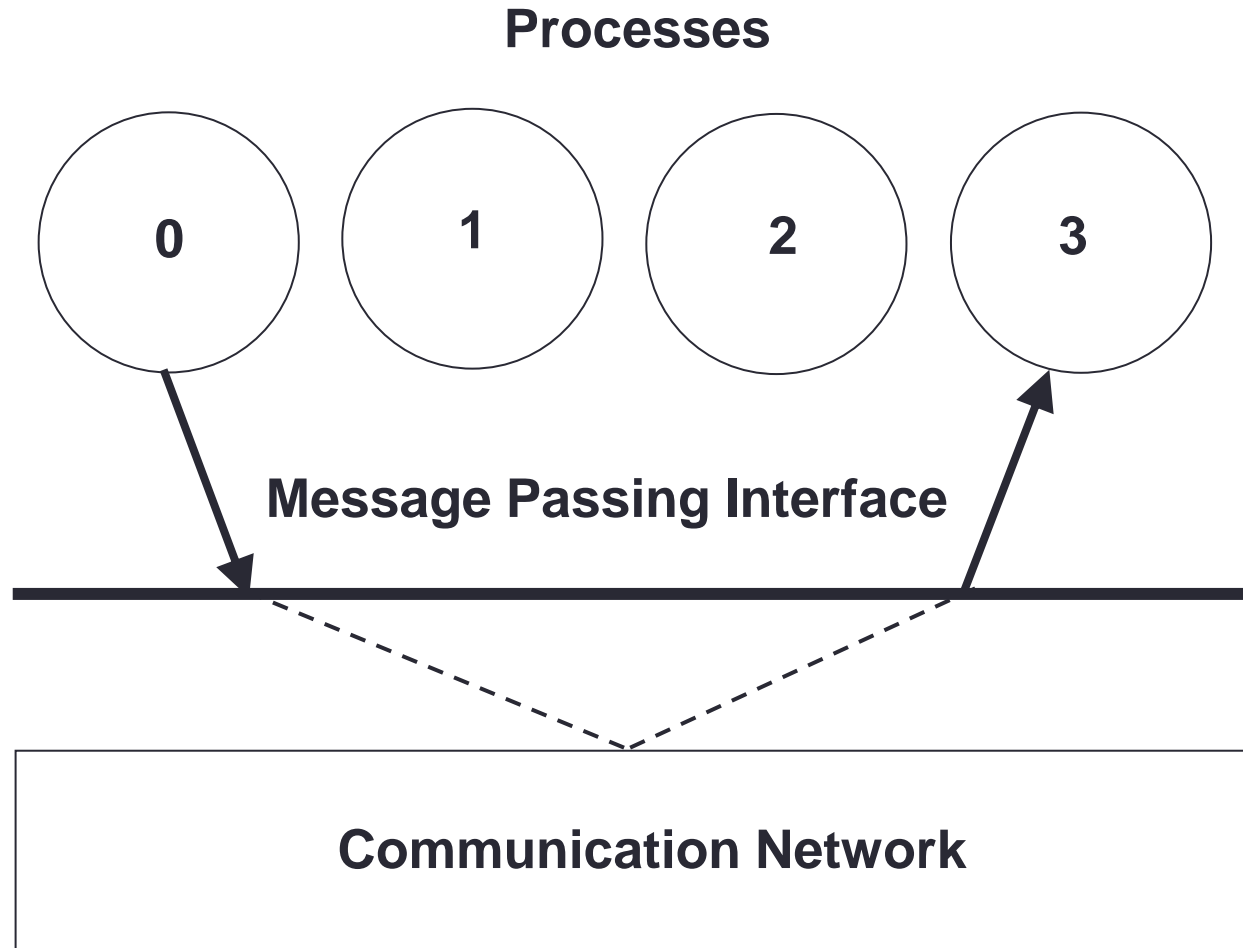 Processes
0
1
2
3
Message Passing Interface
Communication Network